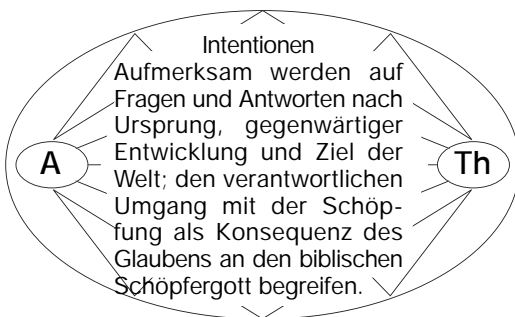 Intentionen
Aufmerksam werden auf
Fragen und Antworten nach
Ursprung, gegenwärtiger
Entwicklung und Ziel der
Welt; den verantwortlichen
Umgang mit der Schöp-
fung als Konsequenz des
Glaubens an den biblischen
Schöpfergott begreifen.
A
Th